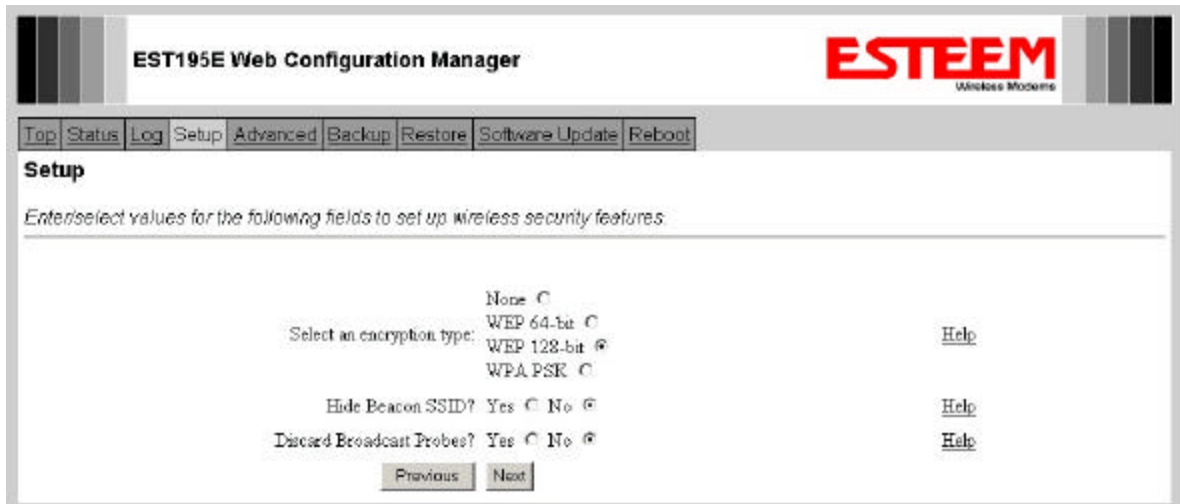 EST195E Web Configuration Manager
ESTEEM
Wireless Modems
Top Status Log Setup Advanced Backup Restore Software Update Reboot
Setup
Enter/select values for the following fields to set up wireless security features.
Select an encryption type:
None
WEP 64-bit
WEP 128-bit
WPA PSK
Help
Hide Beacon SSID? Yes No Help
Discard Broadcast Probes? Yes No Help
Previous Next